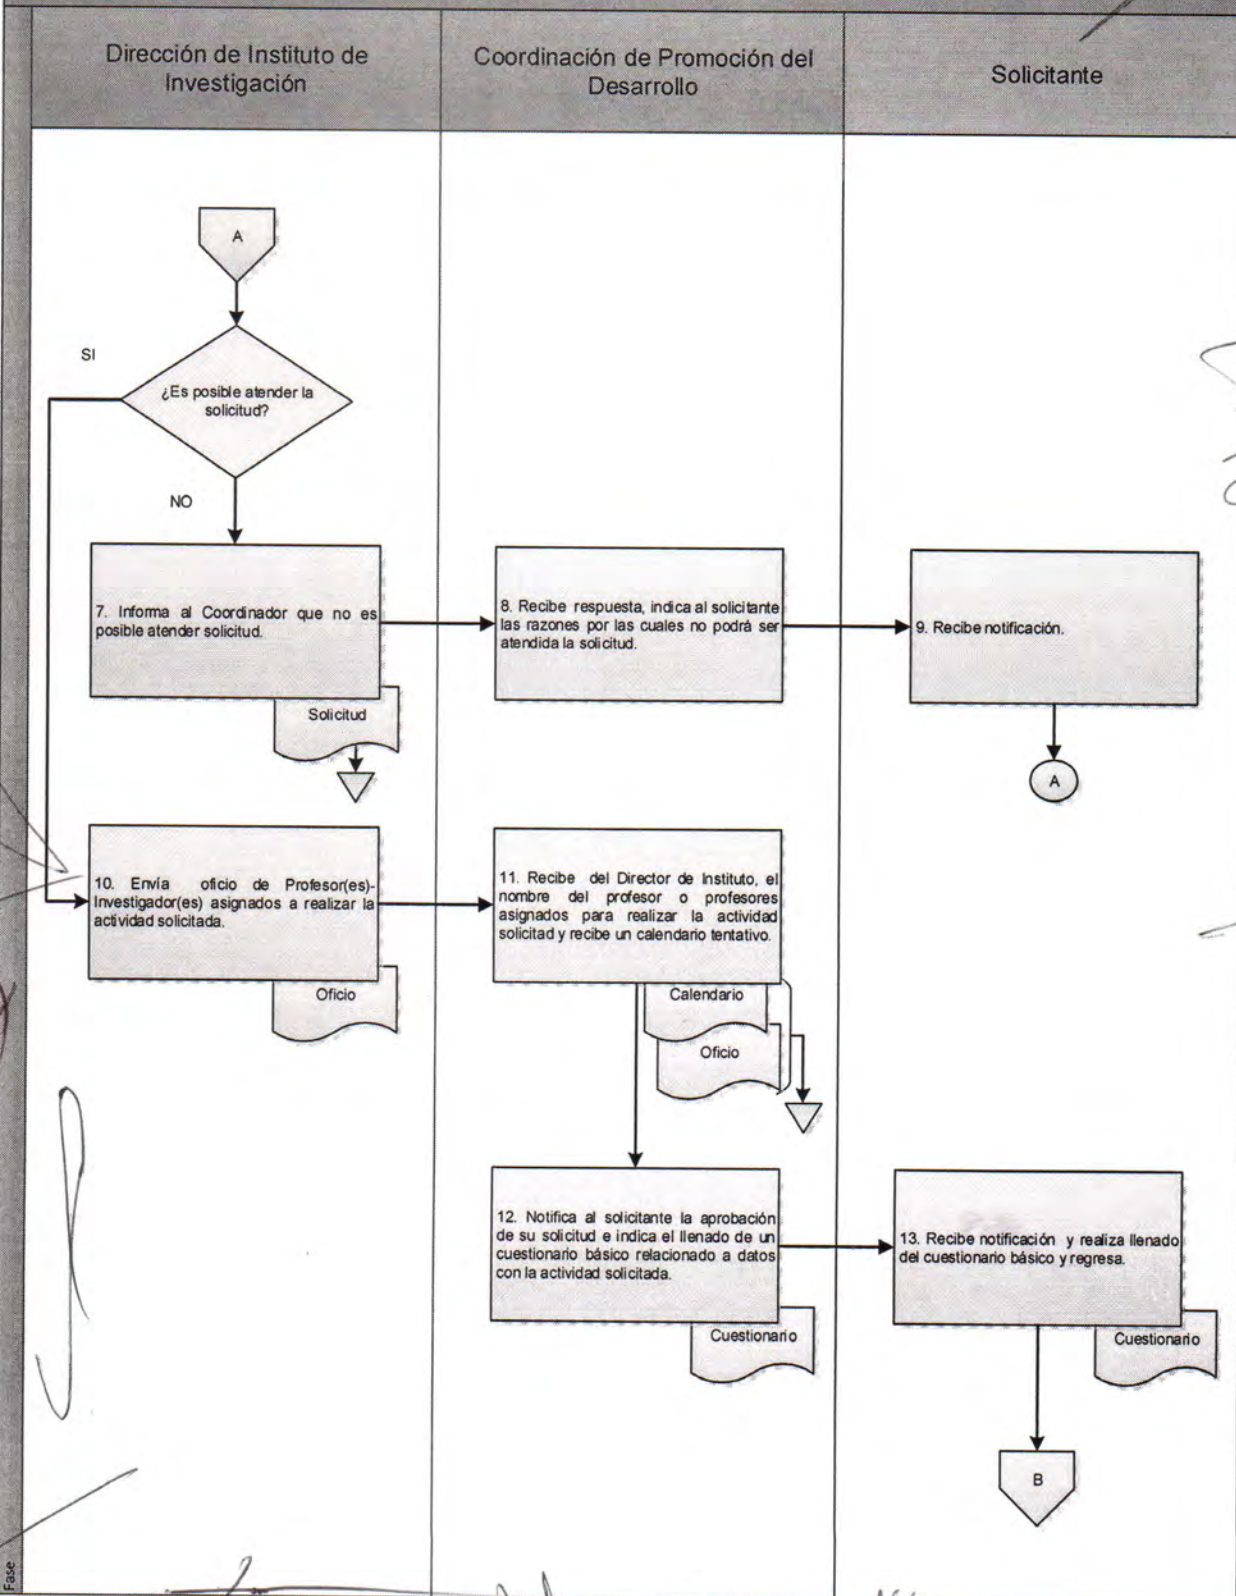 Dirección de Instituto de
Investigación
Coordinación de Promoción del
Desarrollo
Solicitante
A
¿Es posible atender la
solicitud?
SI
NO
7. Informa al Coordinador que no es
posible atender solicitud.
Solicitud
8. Recibe respuesta, indica al solicitante
las razones por las cuales no podrá ser
atendida la solicitud.
9. Recibe notificación.
A
10. Envía oficio de Profesor(es)-
Investigador(es) asignados a realizar la
actividad solicitada.
Oficio
11. Recibe del Director de Instituto, el
nombre del profesor o profesores
asignados para realizar la actividad
solicitad y recibe un calendario tentativo.
Calendario
Oficio
12. Notifica al solicitante la aprobación
de su solicitud e indica el llenado de un
cuestionario básico relacionado a datos
con la actividad solicitada.
Cuestionario
13. Recibe notificación y realiza llenado
del cuestionario básico y regresa.
Cuestionario
B
Fase